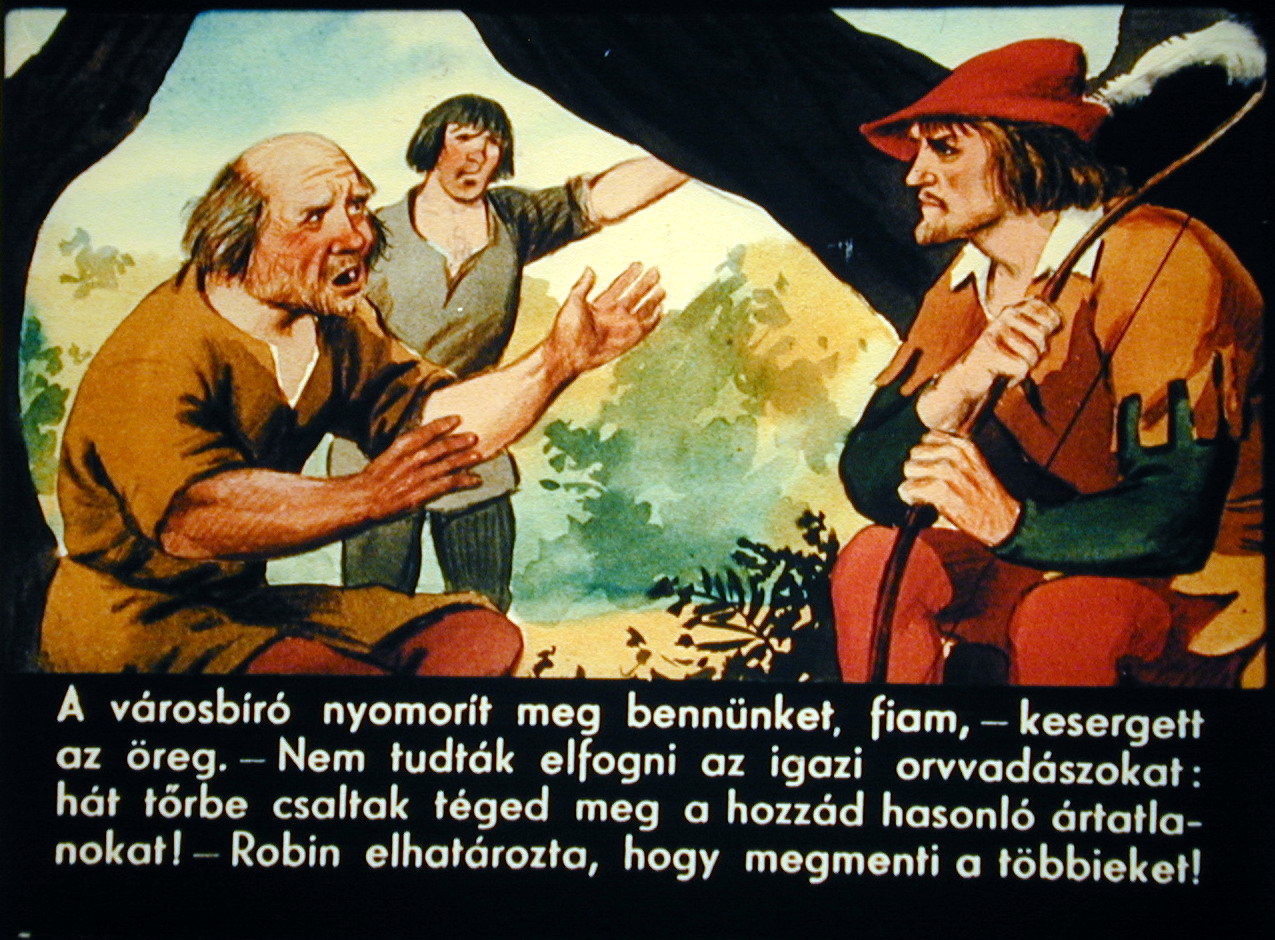 A városbíró nyomorít meg bennünket, fiam, – kesergett
az öreg. – Nem tudták elfogni az igazi orvvadászokat:
hát tőrbe csaltak téged meg a hozzád hasonló ártatla-
nokat! – Robin elhatározta, hogy megmenti a többieket!